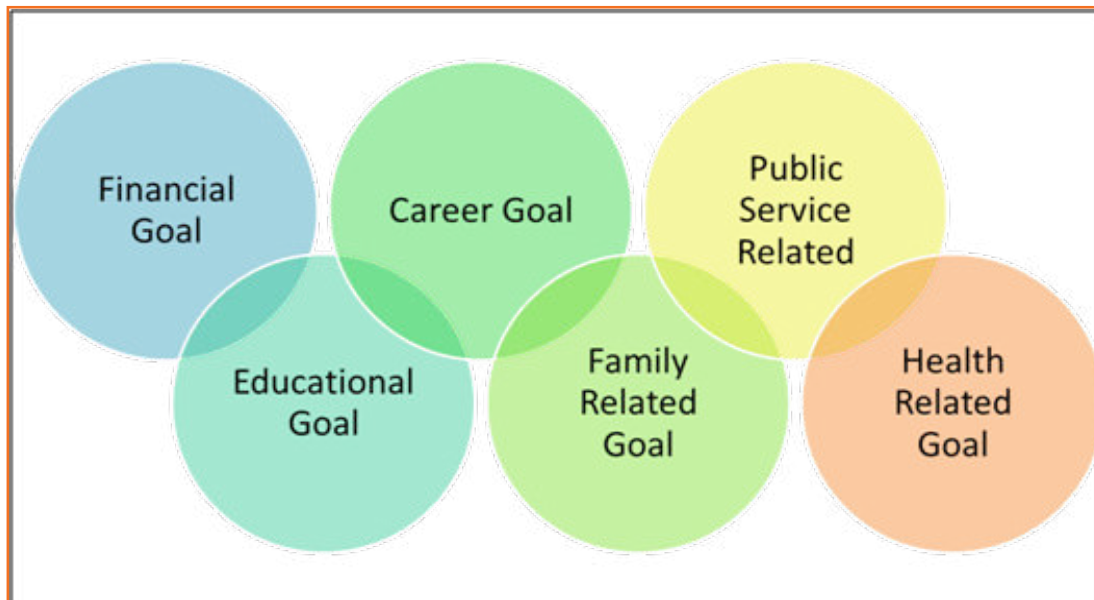 Financial
Goal
Career Goal
Public
Service
Related
Educational
Goal
Family
Related
Goal
Health
Related
Goal